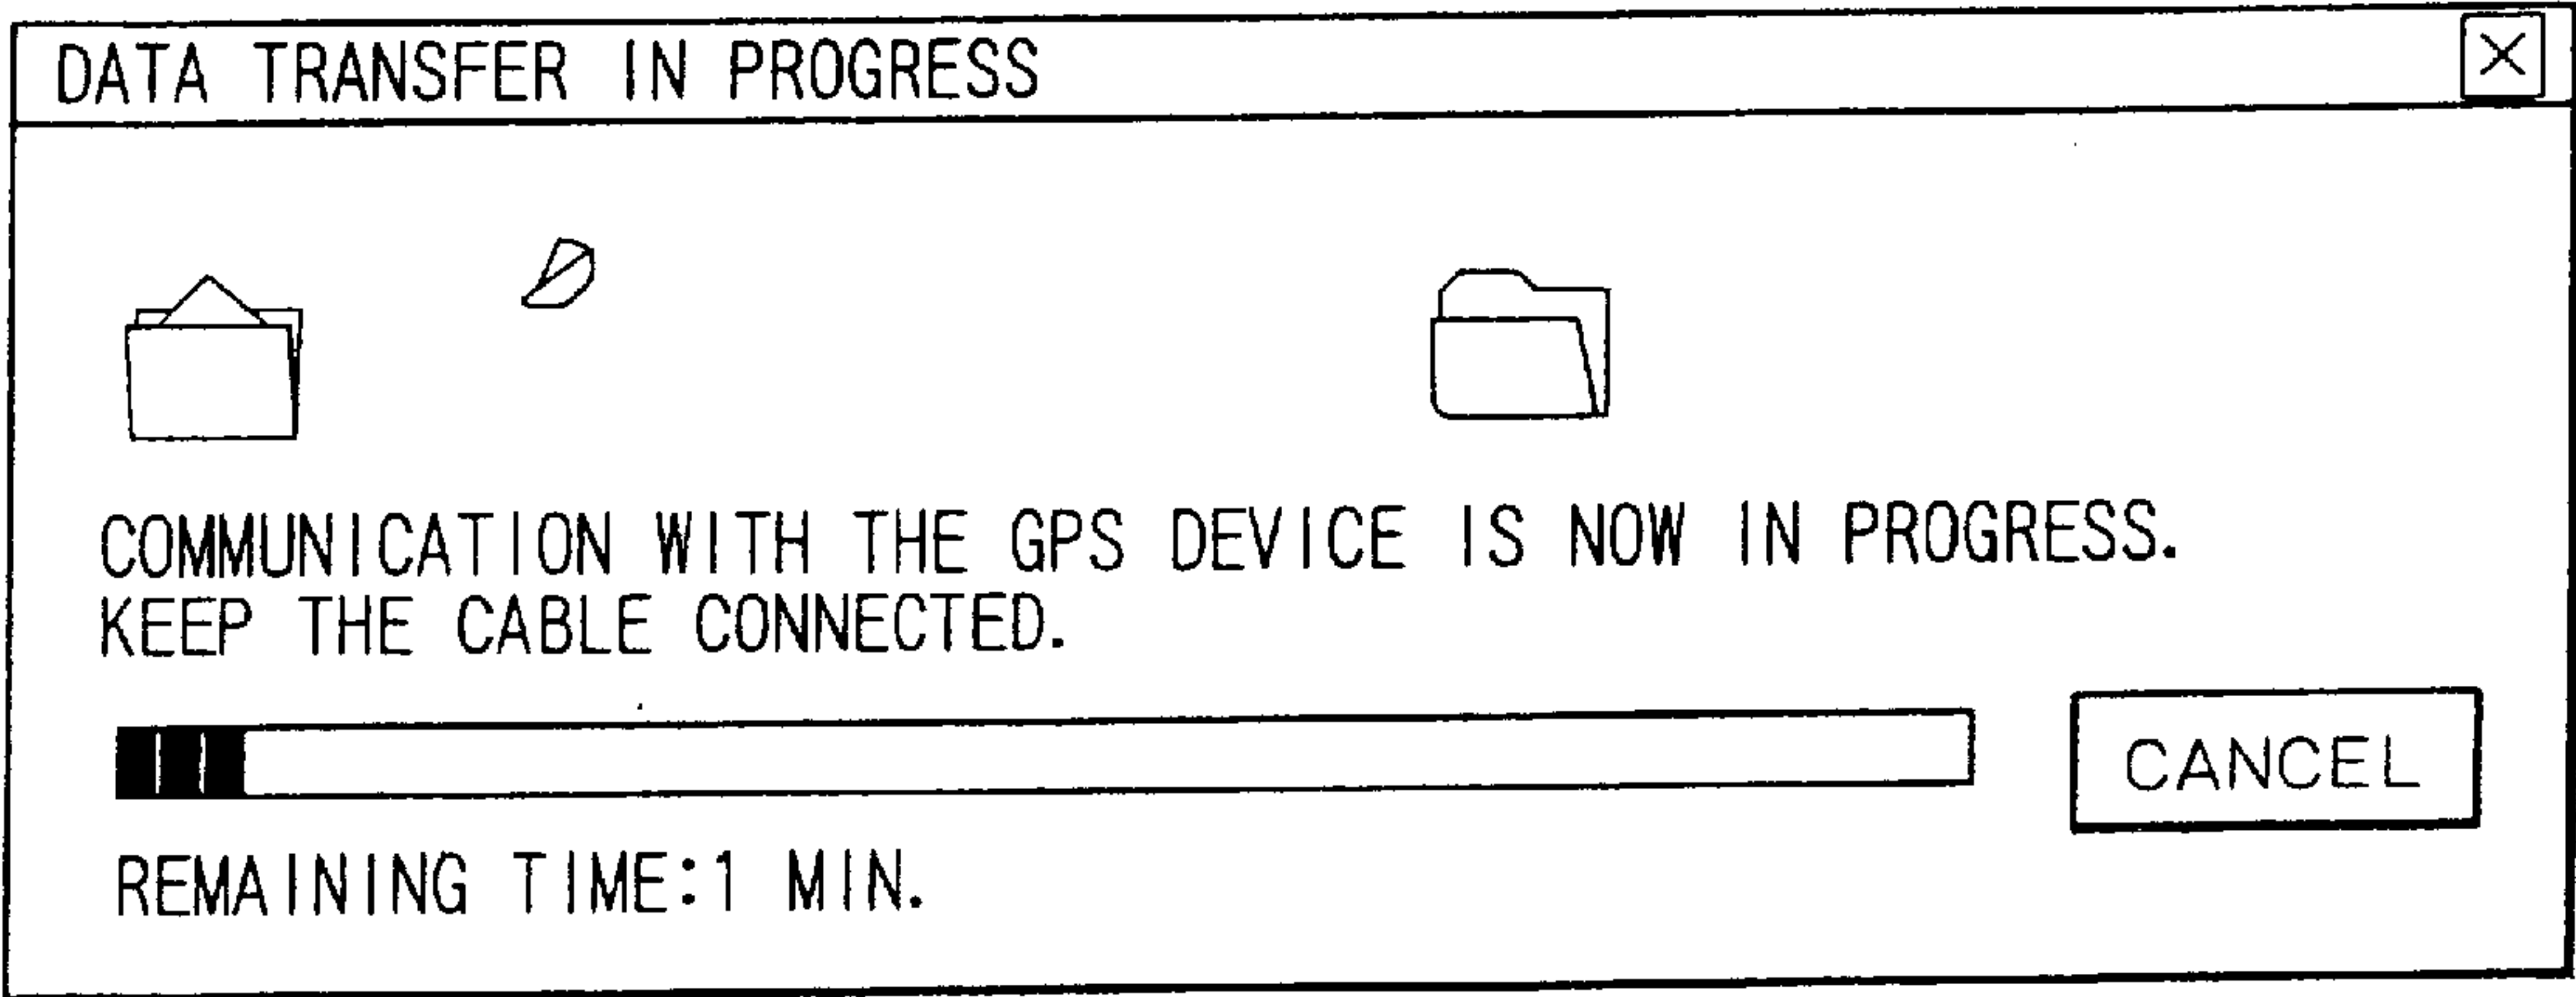 DATA TRANSFER IN PROGRESS
COMMUNICATION WITH THE GPS DEVICE IS NOW IN PROGRESS.
KEEP THE CABLE CONNECTED.
CANCEL
REMAINING TIME:1 MIN.